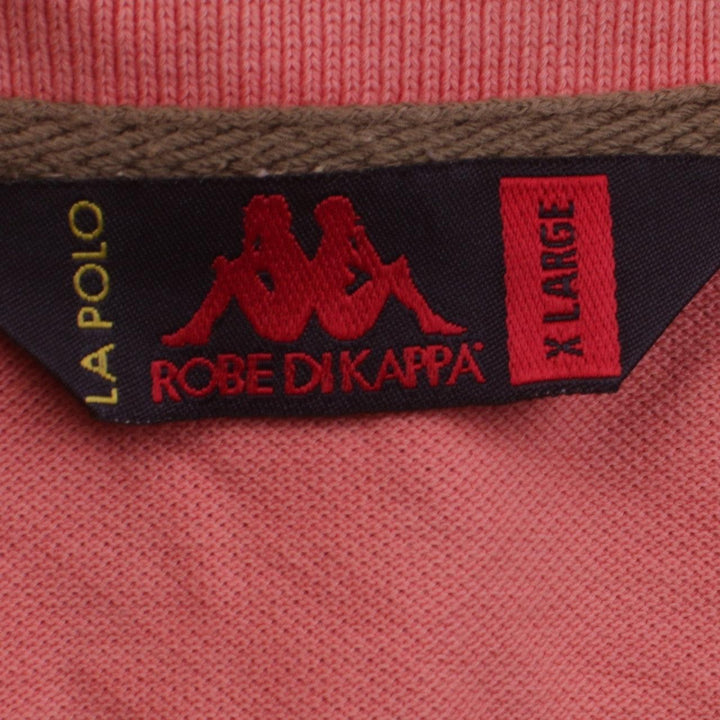 LA POLO
ROBE DI KAPPA
X LARGE